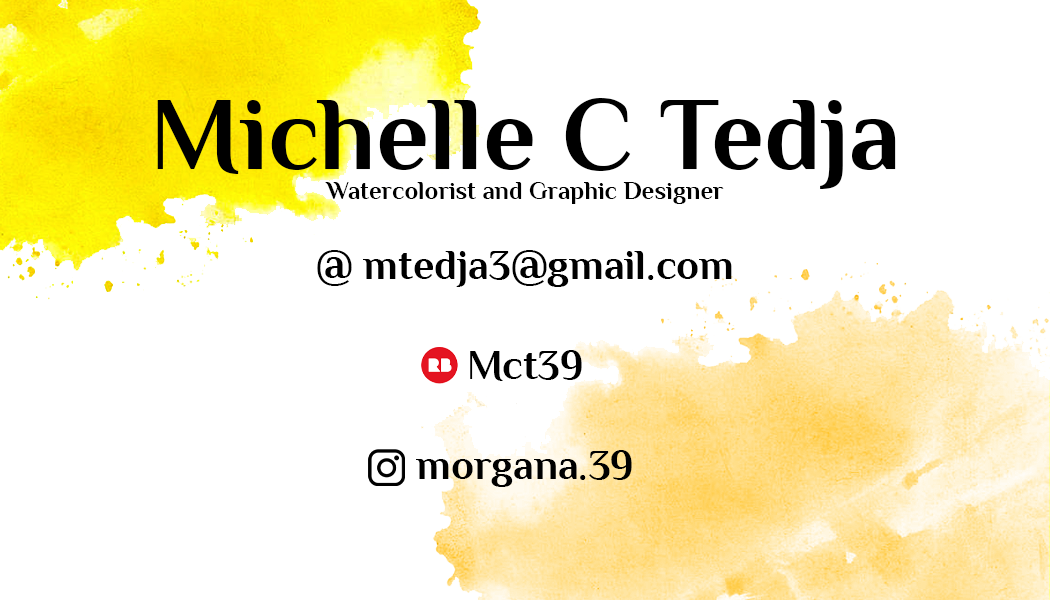 Michelle C Tedja
Watercolorist and Graphic Designer
@ mtedja3@gmail.com
RB Mct39
morgana.39